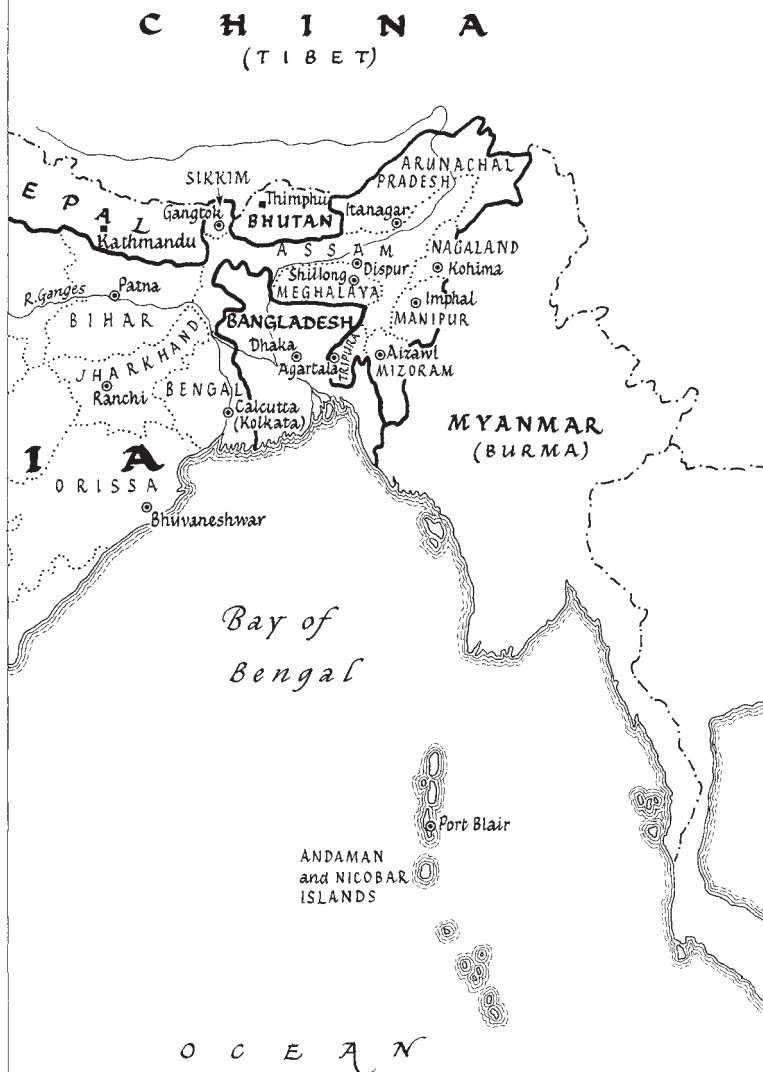 CHINA
(TIBET)
SIKKIM
ARUNACHAL
PRADESH
EPAL
Thimphu
Gangtok
BHUTAN
Itanagar
Kathmandu
ASSAM
NAGALAND
Dispur
Kohima
Shillong
MEGHALAYA
R.Ganges
Patna
Imphal
MANIPUR
BIHAR
BANGLADESH
JHARKHAND
Dhaka
TRIPURA
Aizawl
Agartala
MIZORAM
Ranchi
BENGAL
Calcutta
(Kolkata)
MYANMAR
(BURMA)
IA
ORISSA
Bhuvaneshwar
Bay of
Bengal
Port Blair
ANDAMAN
and NICOBAR
ISLANDS
OCEAN